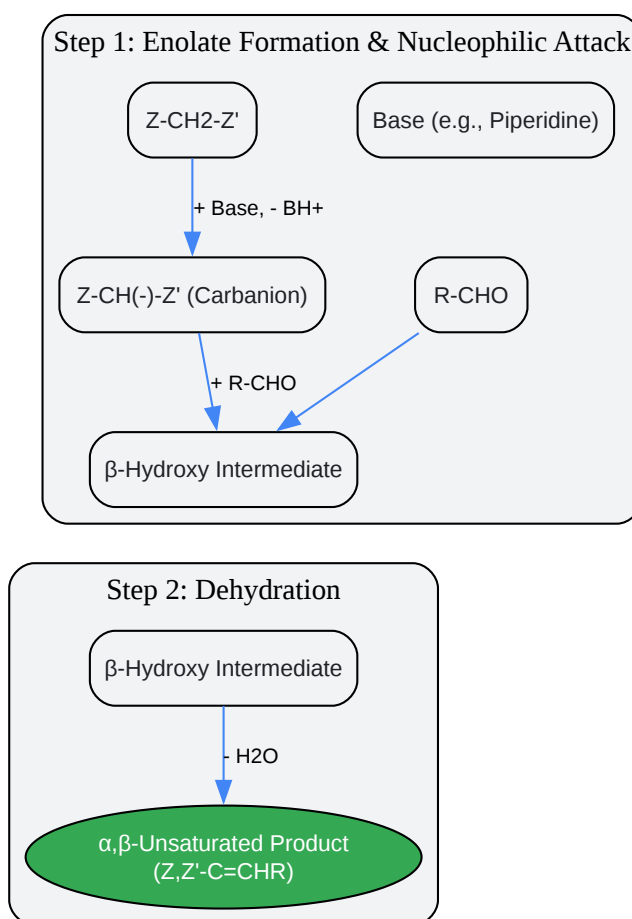 Step 1: Enolate Formation & Nucleophilic Attack
Z-CH2-Z'
Base (e.g., Piperidine)
+ Base, - BH+
Z-CH(-)-Z' (Carbanion)
R-CHO
+ R-CHO
β-Hydroxy Intermediate
Step 2: Dehydration
β-Hydroxy Intermediate
- H2O
α,β-Unsaturated Product
(Z,Z'-C=CHR)